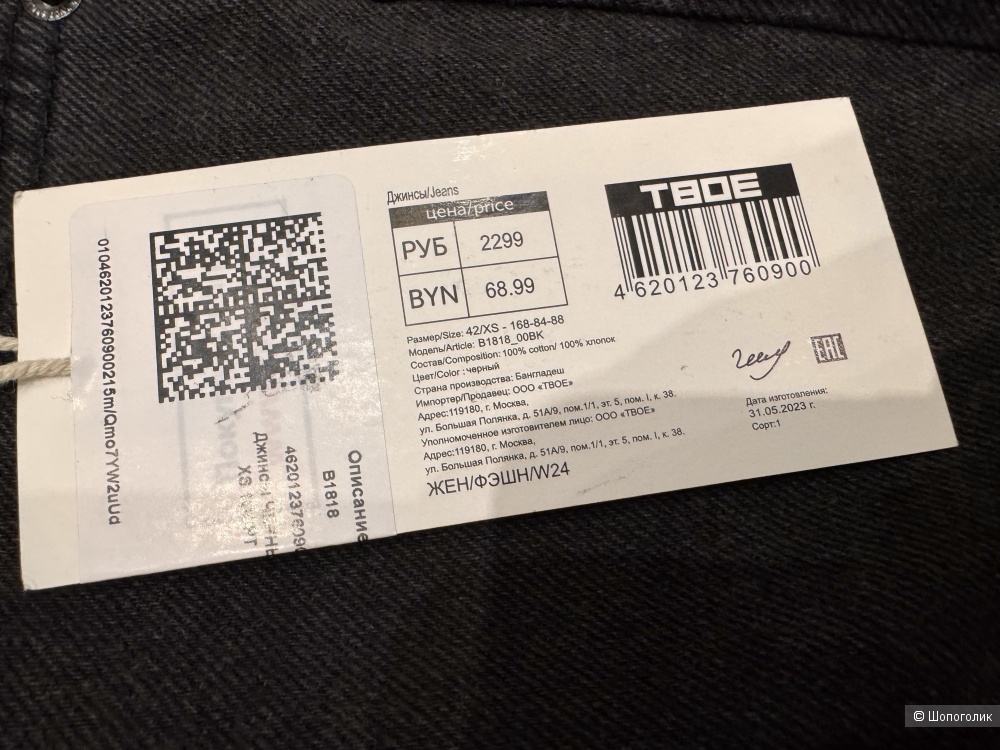 0104620123760900215m/Qmo7YW2uUd
Описание
B1818
XS
Джинсы/Jeans
цена/price
РУБ 2299
BYN 68.99
Размер/Size: 42/XS - 168-84-88
Модель/Article: B1818_00BK
Состав/Composition: 100% cotton/ 100% хлопок
Цвет/Color : черный
Страна производства: Бангладеш
Импортер/Продавец: ООО «ТВОЕ»
Адрес:119180, г. Москва,
ул. Большая Полянка, д. 51А/9, пом.1/1, эт. 5, пом. I, к. 38.
Уполномоченное изготовителем лицо: ООО «ТВОЕ»
Адрес:119180, г. Москва,
ул. Большая Полянка, д. 51А/9, пом.1/1, эт. 5, пом. I, к. 38.
ЖЕН/ФЭШН/W24
ТВОЕ
4 620123 760900
EAC
Дата изготовления:
31.05.2023 г.
Сорт:1
© Шопоголик